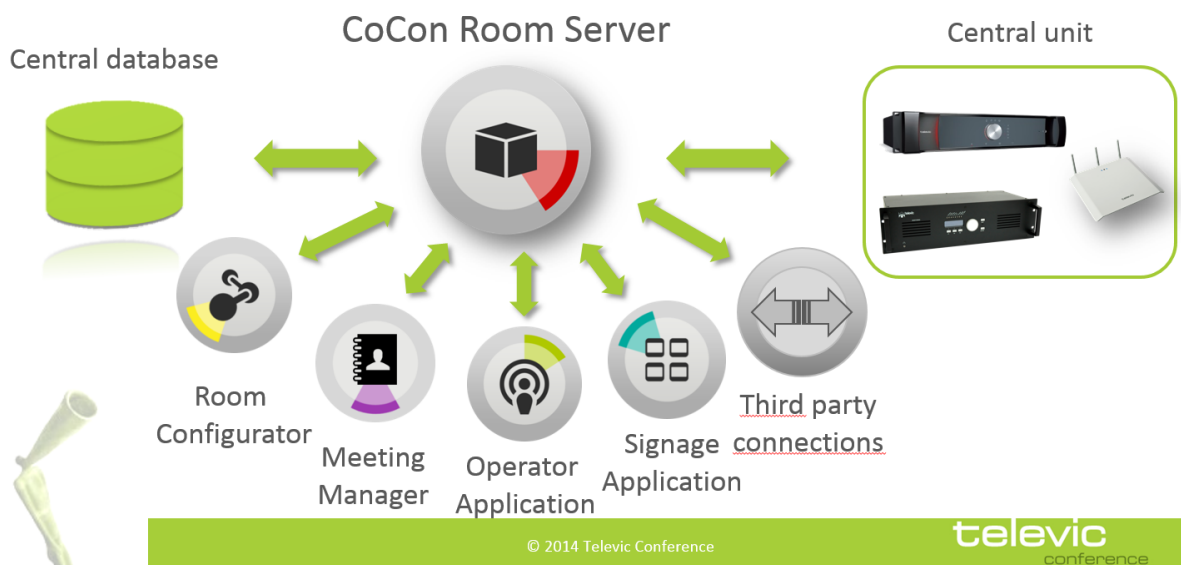 CoCon Room Server
Central database
Central unit
Room
Configurator
Meeting
Manager
Operator
Application
Signage
Application
Third party
connections
© 2014 Televic Conference
televic
conference